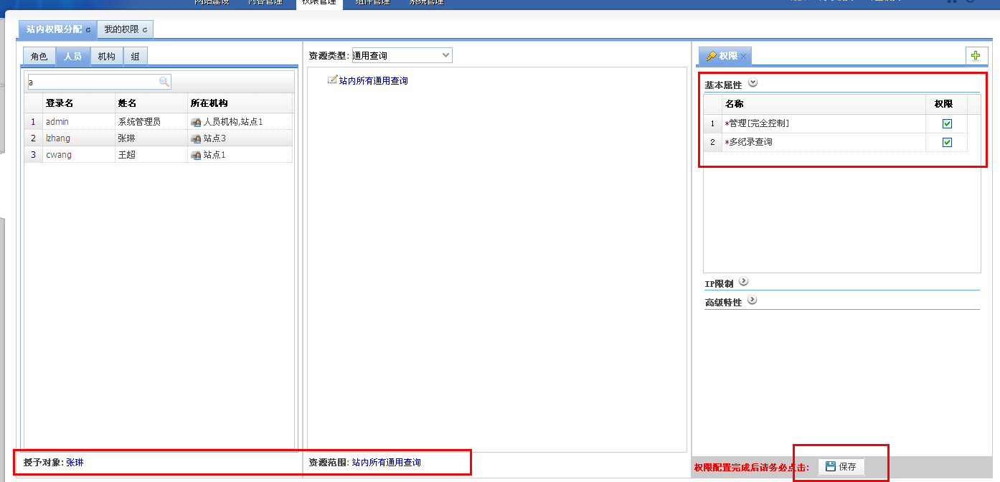 网站建设 内容管理 权限管理 组件管理 系统管理
站内权限分配 我的权限
角色 人员 机构 组
a
登录名 姓名 所在机构
1 admin 系统管理员 人员机构,站点1
2 lzhang 张琳 站点3
3 cwang 王超 站点1
授予对象: 张琳
资源类型: 通用查询
站内所有通用查询
资源范围: 站内所有通用查询
权限
基本属性
名称 权限
1 *管理[完全控制]
2 *多纪录查询
IP限制
高级特性
权限配置完成后请务必点击: 保存